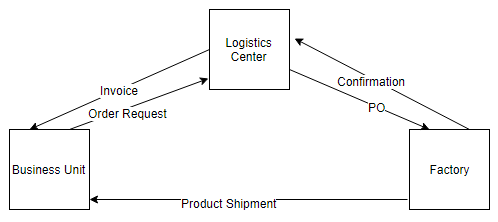 Logistics
Center
Invoice
Confirmation
Order Request
PO
Business Unit
Factory
Product Shipment